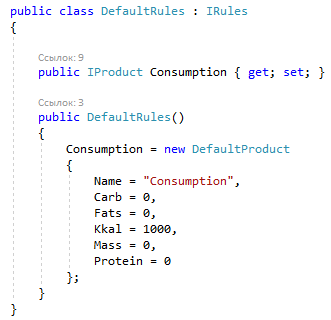 public class DefaultRules : IRules
{
Ссылок: 9
public IProduct Consumption { get; set; }
Ссылок: 3
public DefaultRules()
{
Consumption = new DefaultProduct
{
Name = "Consumption",
Carb = 0,
Fats = 0,
Kkal = 1000,
Mass = 0,
Protein = 0
};
}
}